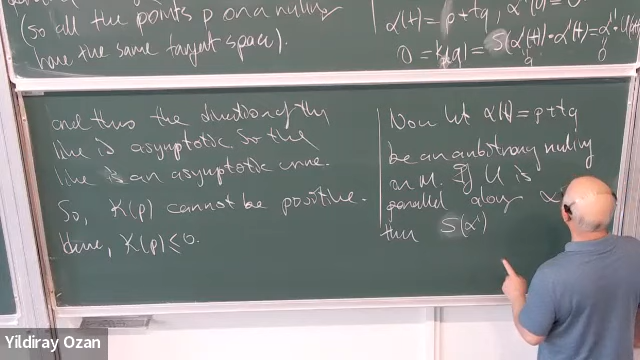 (so all the points p on a ruling
have the same tangent space).
α(t) = p+tq,
0 = k(q) = S(α'(t))·α'(t) =
and thus the direction of the
line is asymptotic. So the
line is an asymptotic curve.
So, K(p) cannot be positive.
Hence, K(p) ≤ 0.
Now let α(t) = p+tq
be an arbitrary ruling
in M. If U is
parallel along α
then S(α')
Yildiray Ozan